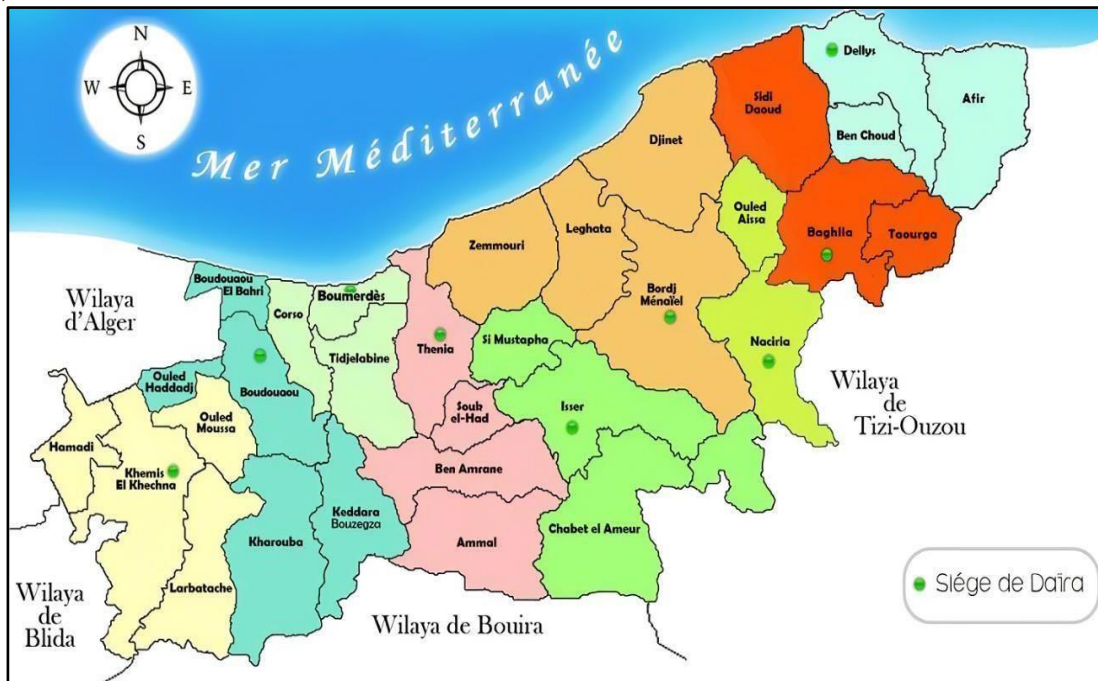 N
W
E
S
Mer Méditerranée
Dellys
Afir
Sidi
Daoud
Ben Choud
Djinet
Ouled
Aissa
Baghlia
Taourga
Zemmouri
Leghata
Bordj
Ménaïel
Naciria
Boudouaou
El Bahri
Boumerdès
Corso
Tidjelabine
Thenia
Si Mustapha
Wilaya
d'Alger
Wilaya
de
Tizi-Ouzou
Ouled
Haddadj
Boudouaou
Souk
el-Had
Isser
Ouled
Moussa
Hamadi
Khemis
El Khechna
Ben Amrane
Keddara
Bouzegza
Kharouba
Ammal
Chabet el Ameur
Larbatache
Wilaya
de
Blida
Wilaya de Bouira
Siége de Daïra